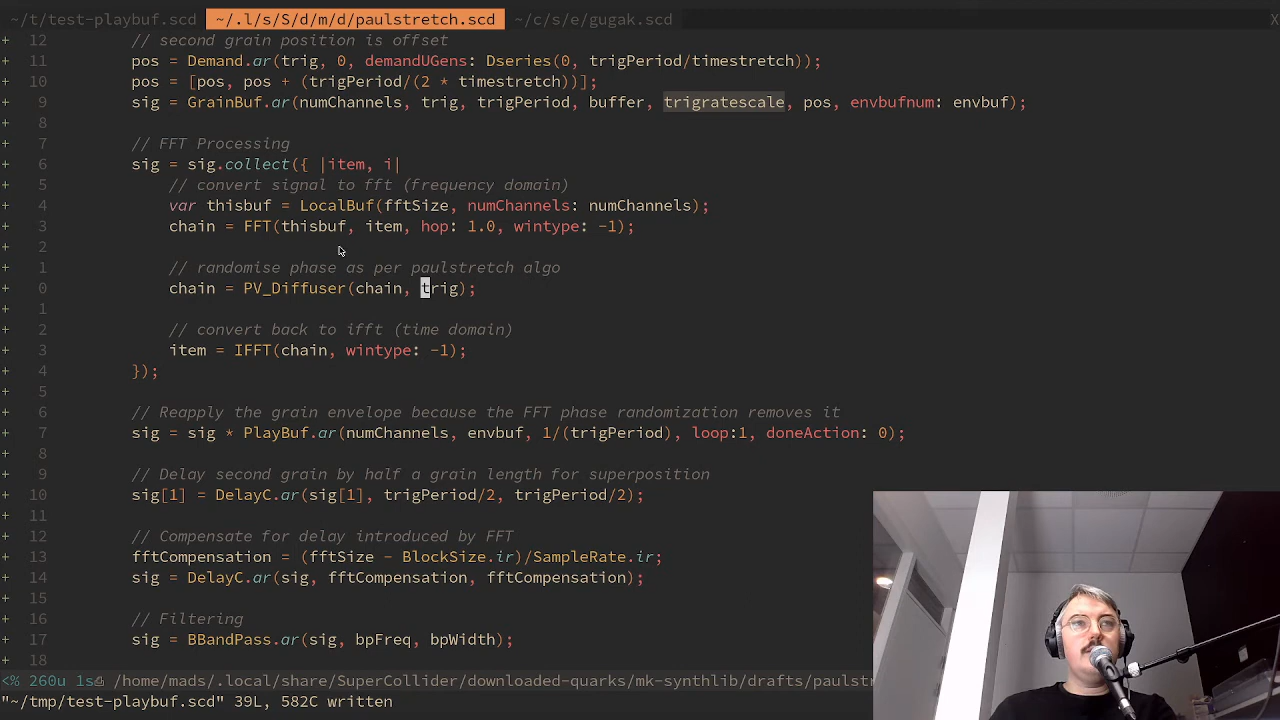 ~/t/test-playbuf.scd ~/.l/s/S/d/m/d/paulstretch.scd ~/c/s/e/gugak.scd X
+ 12 // second grain position is offset
+ 11 pos = Demand.ar(trig, 0, demandUGens: Dseries(0, trigPeriod/timestretch));
+ 10 pos = [pos, pos + (trigPeriod/(2 * timestretch))];
+ 9 sig = GrainBuf.ar(numChannels, trig, trigPeriod, buffer, trigratescale, pos, envbufnum: envbuf);
+ 8
+ 7 // FFT Processing
+ 6 sig = sig.collect({ |item, i|
+ 5 // convert signal to fft (frequency domain)
+ 4 var thisbuf = LocalBuf(fftSize, numChannels: numChannels);
+ 3 chain = FFT(thisbuf, item, hop: 1.0, wintype: -1);
+ 2
+ 1 // randomise phase as per paulstretch algo
+ 0 chain = PV_Diffuser(chain, trig);
+ 1
+ 2 // convert back to ifft (time domain)
+ 3 item = IFFT(chain, wintype: -1);
+ 4 });
+ 5
+ 6 // Reapply the grain envelope because the FFT phase randomization removes it
+ 7 sig = sig * PlayBuf.ar(numChannels, envbuf, 1/(trigPeriod), loop:1, doneAction: 0);
+ 8
+ 9 // Delay second grain by half a grain length for superposition
+ 10 sig[1] = DelayC.ar(sig[1], trigPeriod/2, trigPeriod/2);
+ 11
+ 12 // Compensate for delay introduced by FFT
+ 13 fftCompensation = (fftSize - BlockSize.ir)/SampleRate.ir;
+ 14 sig = DelayC.ar(sig, fftCompensation, fftCompensation);
+ 15
+ 16 // Filtering
+ 17 sig = BBandPass.ar(sig, bpFreq, bpWidth);
+ 18
<% 260u 1s /home/mads/.local/share/SuperCollider/downloaded-quarks/mk-synthlib/drafts/paulstr
"~/tmp/test-playbuf.scd" 39L, 582C written